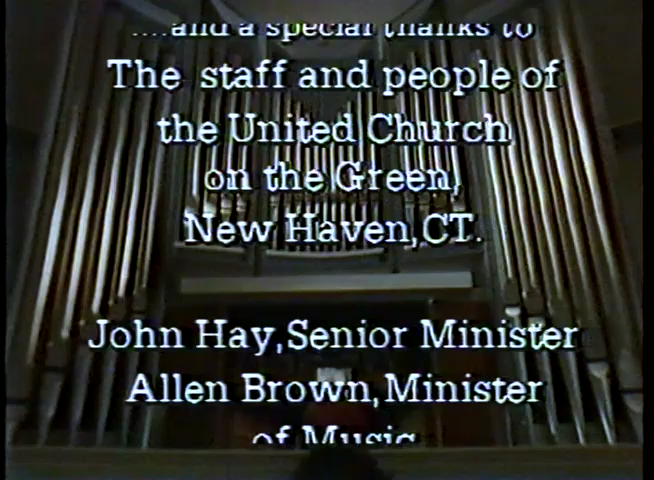 ....and a special thanks to
The staff and people of
the United Church
on the Green,
New Haven,CT.
John Hay,Senior Minister
Allen Brown,Minister
of Music